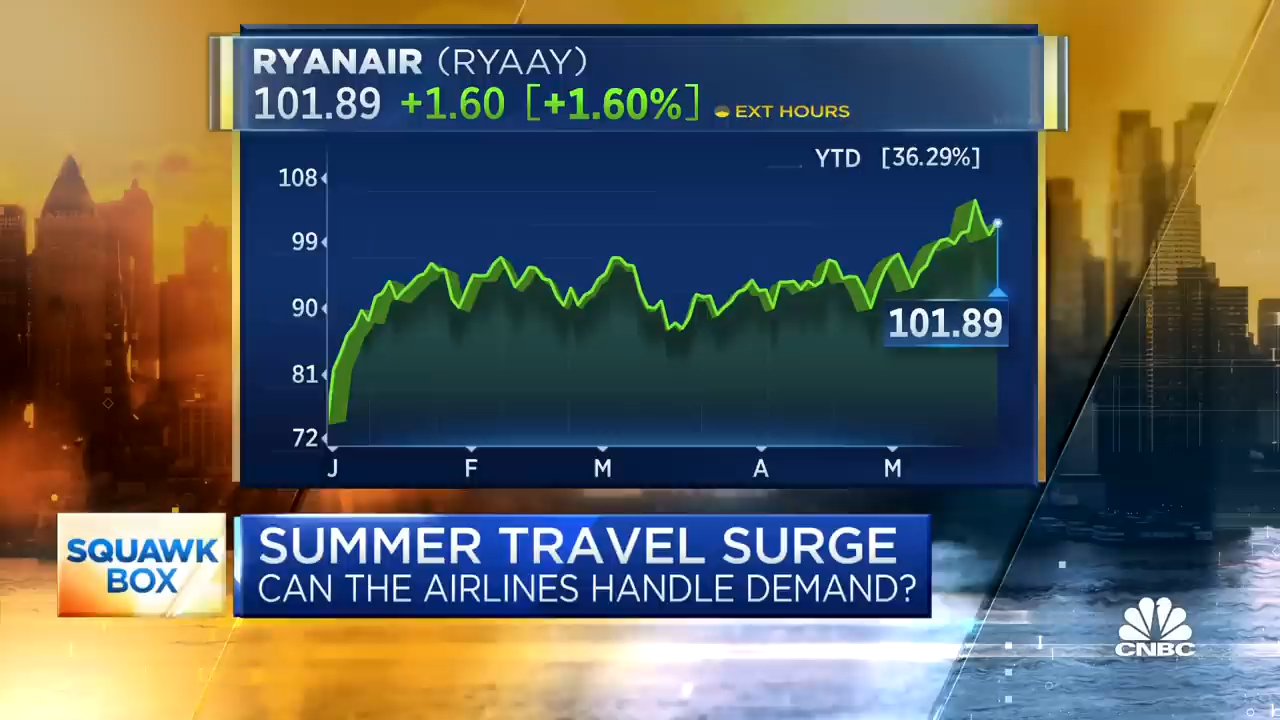 RYANAIR (RYAAY)
101.89 +1.60 [+1.60%] EXT HOURS
YTD [36.29%]
108
99
90
81
72
101.89
J F M A M
SQUAWK
BOX
SUMMER TRAVEL SURGE
CAN THE AIRLINES HANDLE DEMAND?
CNBC